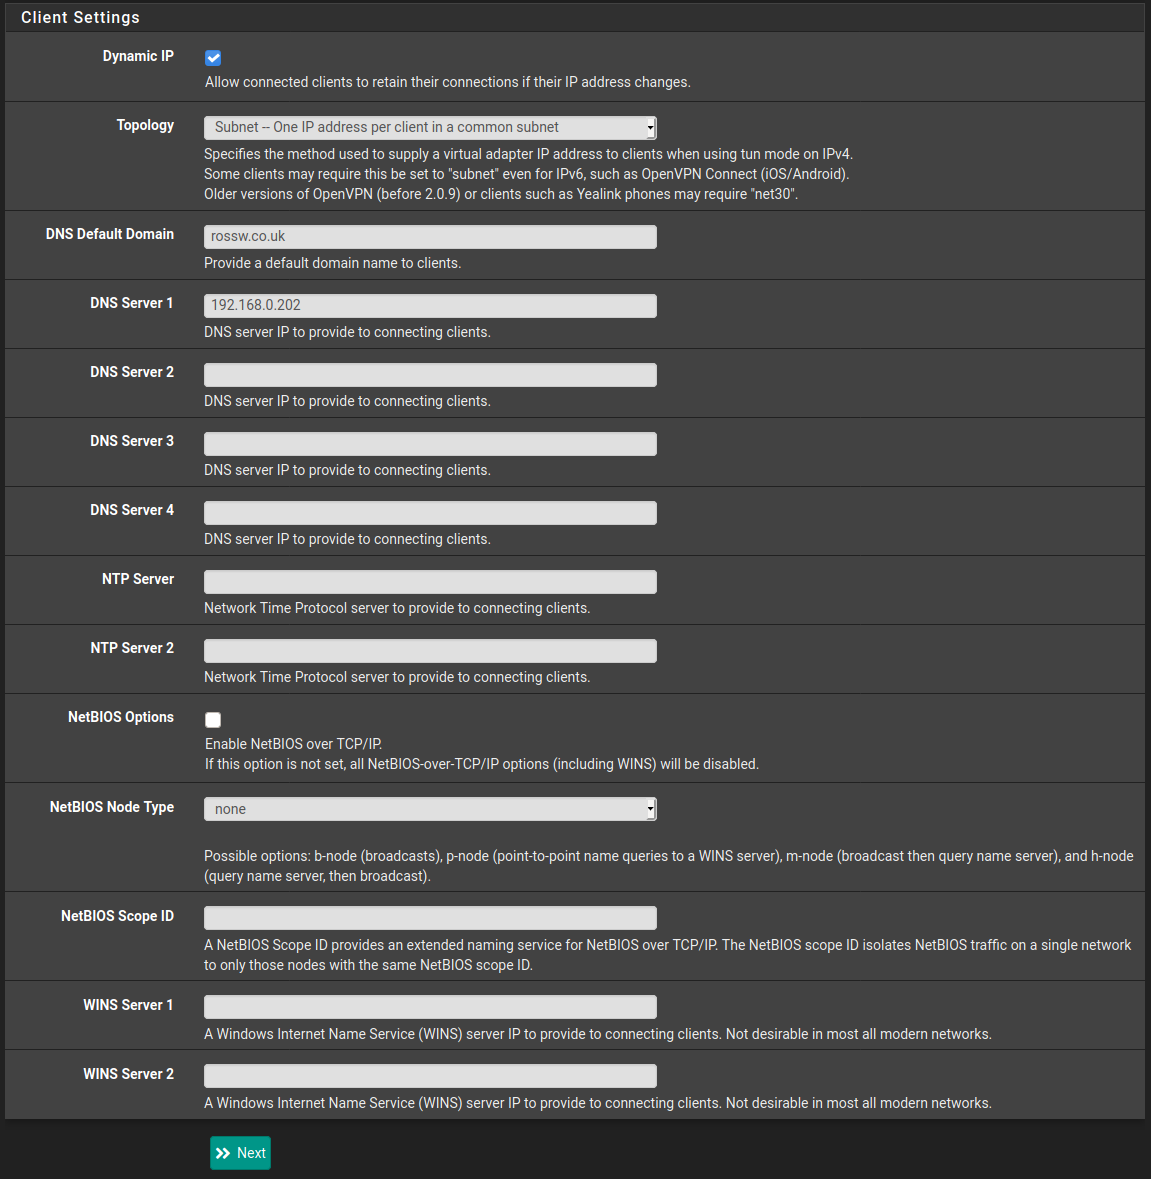 Client Settings
Dynamic IP
Allow connected clients to retain their connections if their IP address changes.
Topology
Subnet -- One IP address per client in a common subnet
Specifies the method used to supply a virtual adapter IP address to clients when using tun mode on IPv4.
Some clients may require this be set to "subnet" even for IPv6, such as OpenVPN Connect (iOS/Android).
Older versions of OpenVPN (before 2.0.9) or clients such as Yealink phones may require "net30".
DNS Default Domain
rossw.co.uk
Provide a default domain name to clients.
DNS Server 1
192.168.0.202
DNS server IP to provide to connecting clients.
DNS Server 2
DNS server IP to provide to connecting clients.
DNS Server 3
DNS server IP to provide to connecting clients.
DNS Server 4
DNS server IP to provide to connecting clients.
NTP Server
Network Time Protocol server to provide to connecting clients.
NTP Server 2
Network Time Protocol server to provide to connecting clients.
NetBIOS Options
Enable NetBIOS over TCP/IP.
If this option is not set, all NetBIOS-over-TCP/IP options (including WINS) will be disabled.
NetBIOS Node Type
none
Possible options: b-node (broadcasts), p-node (point-to-point name queries to a WINS server), m-node (broadcast then query name server), and h-node
(query name server, then broadcast).
NetBIOS Scope ID
A NetBIOS Scope ID provides an extended naming service for NetBIOS over TCP/IP. The NetBIOS scope ID isolates NetBIOS traffic on a single network
to only those nodes with the same NetBIOS scope ID.
WINS Server 1
A Windows Internet Name Service (WINS) server IP to provide to connecting clients. Not desirable in most all modern networks.
WINS Server 2
A Windows Internet Name Service (WINS) server IP to provide to connecting clients. Not desirable in most all modern networks.
Next